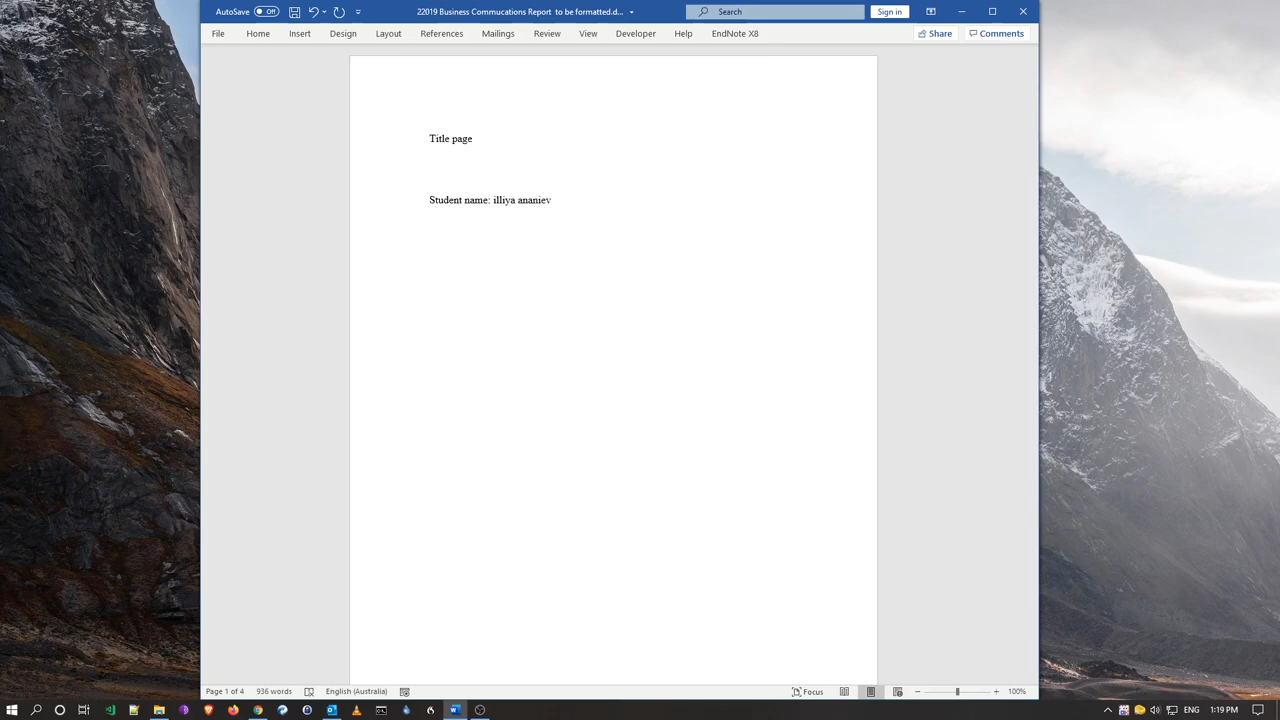 AutoSave Off 22019 Business Commucations Report to be formatted.d... Search Sign in
File Home Insert Design Layout References Mailings Review View Developer Help EndNote X8 Share Comments
Title page
Student name: illiya ananiev
Page 1 of 4 936 words English (Australia) Focus 100%
ENG 1:19 PM